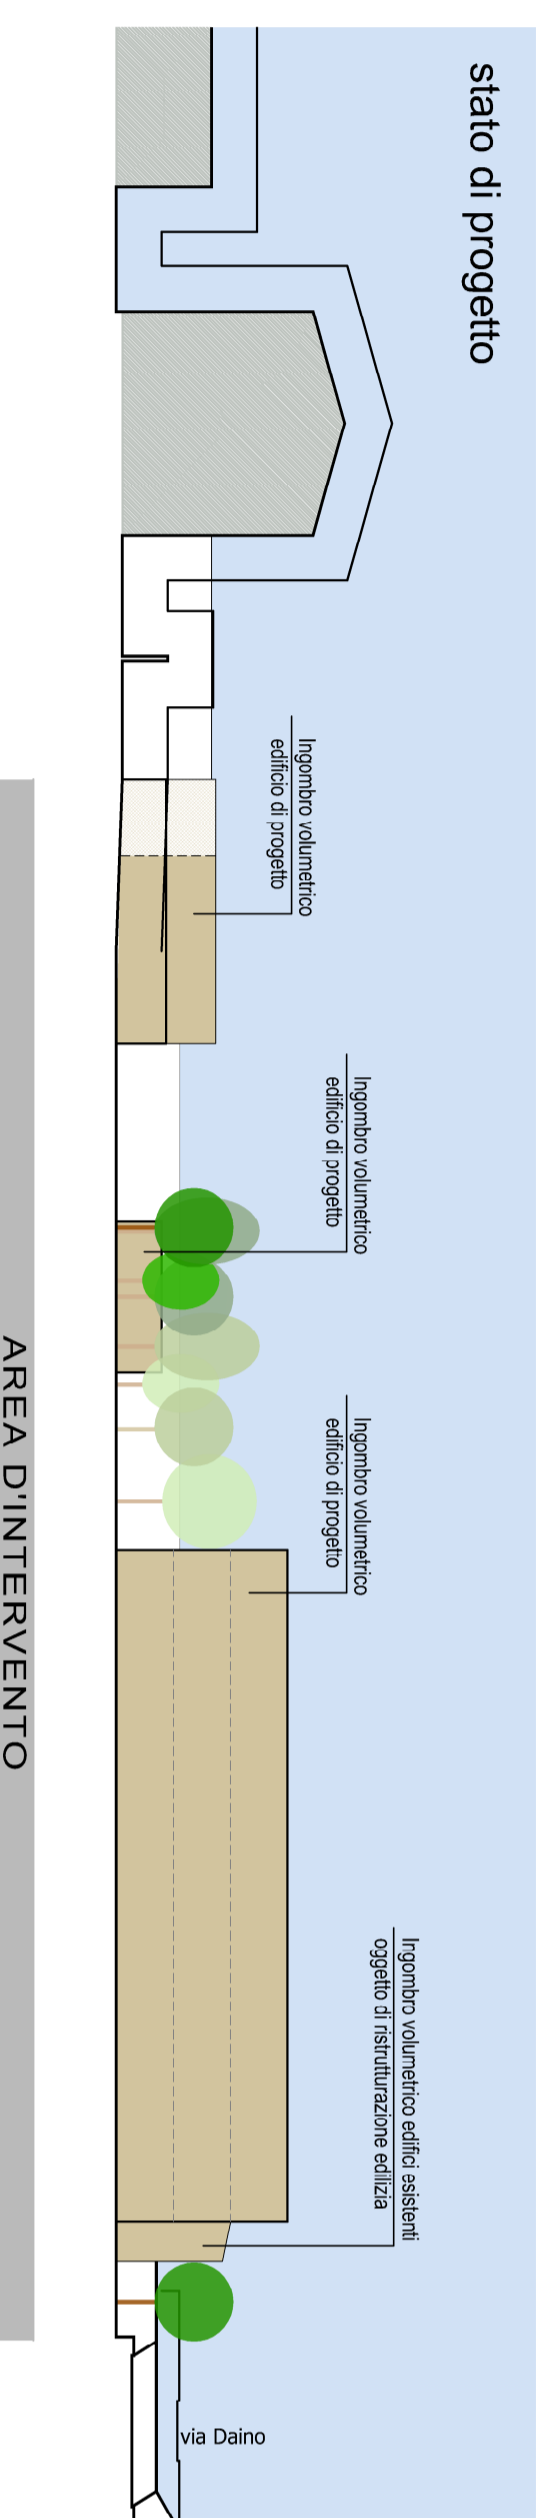 stato di progetto
Ingombro volumetrico
edificio di progetto
Ingombro volumetrico
edificio di progetto
Ingombro volumetrico
edificio di progetto
Ingombro volumetrico edifici esistenti
oggetto di ristrutturazione edilizia
via Daino
AREA D'INTERVENTO